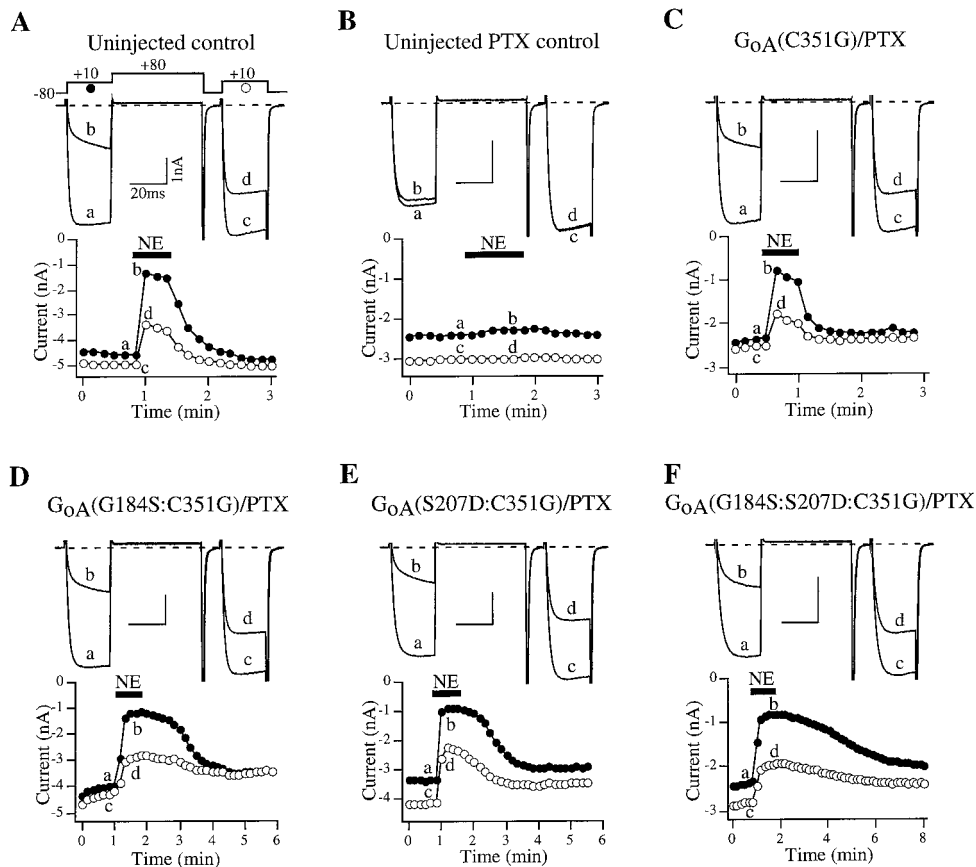 A
Uninjected control
+80
+10
+10
-80
b
a
20ms
1nA
d
c
NE
b
d
a
c
Current (nA)
0
-1
-2
-3
-4
-5
0
1
2
3
Time (min)
B
Uninjected PTX control
b
a
d
c
NE
a
b
c
d
Current (nA)
0
-1
-2
-3
0
1
2
3
Time (min)
C
GoA(C351G)/PTX
b
a
d
c
NE
b
d
a
c
Current (nA)
0
-1
-2
-3
0
1
2
3
Time (min)
D
GoA(G184S:C351G)/PTX
b
a
d
c
NE
b
a
d
c
Current (nA)
0
-1
-2
-3
-4
-5
0
1
2
3
4
5
6
Time (min)
E
GoA(S207D:C351G)/PTX
b
a
d
c
NE
b
a
d
c
Current (nA)
0
-1
-2
-3
-4
0
1
2
3
4
5
6
Time (min)
F
GoA(G184S:S207D:C351G)/PTX
b
a
d
c
NE
b
d
a
c
Current (nA)
0
-1
-2
-3
0
2
4
6
8
Time (min)